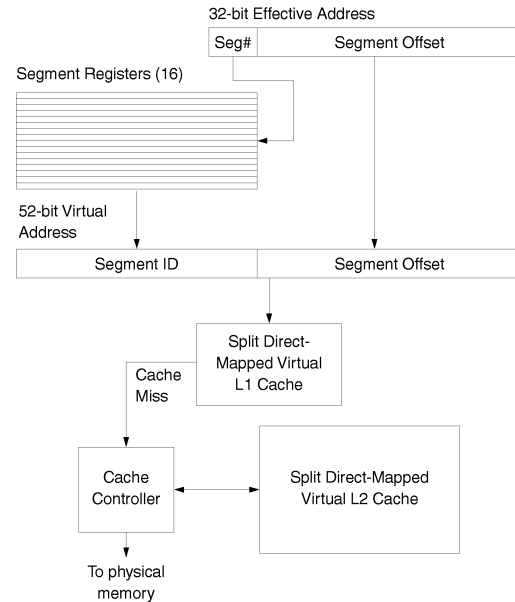 32-bit Effective Address
Seg# Segment Offset
Segment Registers (16)
52-bit Virtual
Address
Segment ID Segment Offset
Split Direct-
Mapped Virtual
L1 Cache
Cache
Miss
Cache
Controller
Split Direct-Mapped
Virtual L2 Cache
To physical
memory